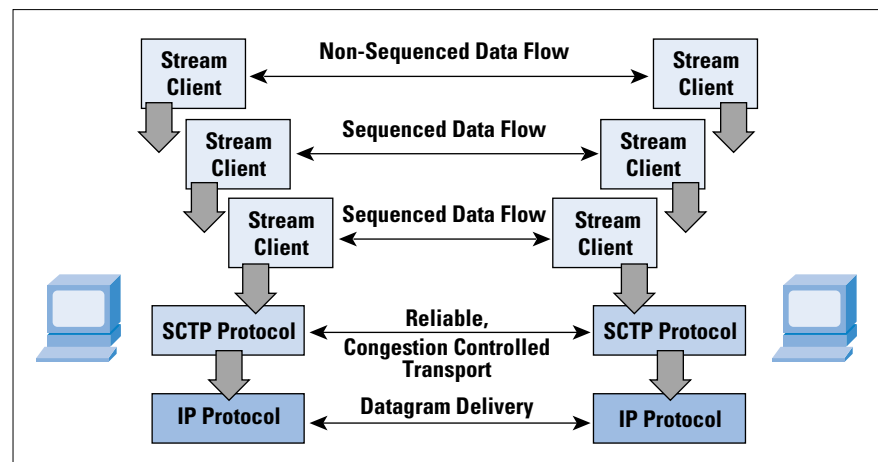 Non-Sequenced Data Flow
Stream
Client
Stream
Client
Sequenced Data Flow
Stream
Client
Stream
Client
Sequenced Data Flow
Stream
Client
Stream
Client
SCTP Protocol
Reliable,
Congestion Controlled
Transport
SCTP Protocol
IP Protocol
Datagram Delivery
IP Protocol